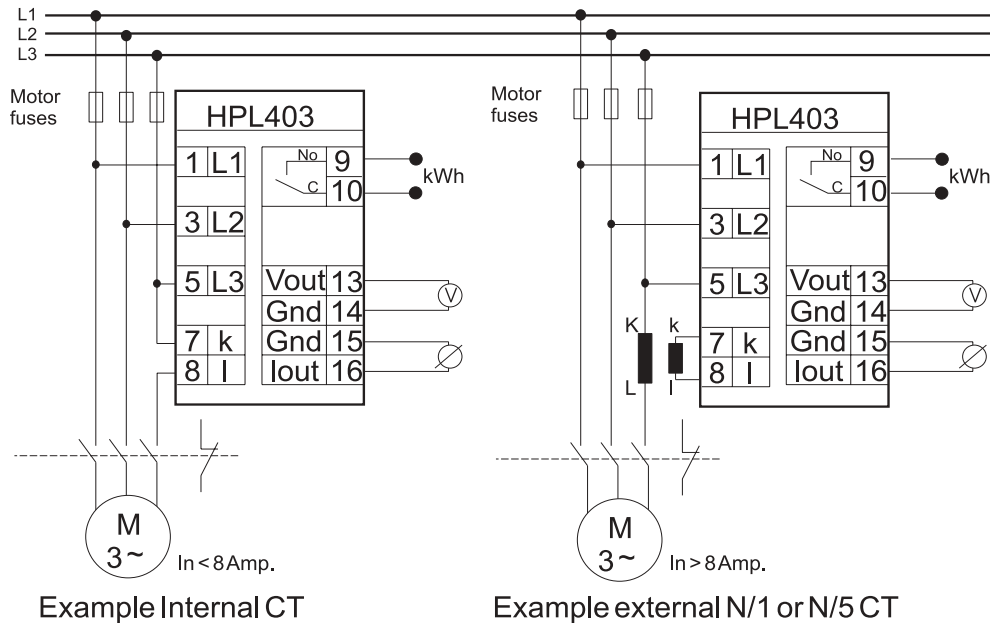 L1
L2
L3
Motor
fuses
HPL403
1 L1
3 L2
5 L3
7 k
8 l
No 9
C 10
kWh
Vout 13
Gnd 14
Gnd 15
Iout 16
V
M
3~
In < 8 Amp.
Example Internal CT
Motor
fuses
HPL403
1 L1
3 L2
5 L3
K
k
7 k
8 l
L
l
No 9
C 10
kWh
Vout 13
Gnd 14
Gnd 15
Iout 16
V
M
3~
In > 8 Amp.
Example external N/1 or N/5 CT